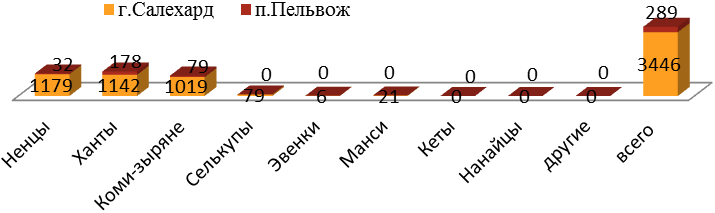 г.Салехард п.Пельвож
32 178 79 0 0 0 0 0 0 289
1179 1142 1019 79 6 21 0 0 0 3446
Ненцы Ханты Коми-зыряне Селькупы Эвенки Манси Кеты Нанайцы другие всего